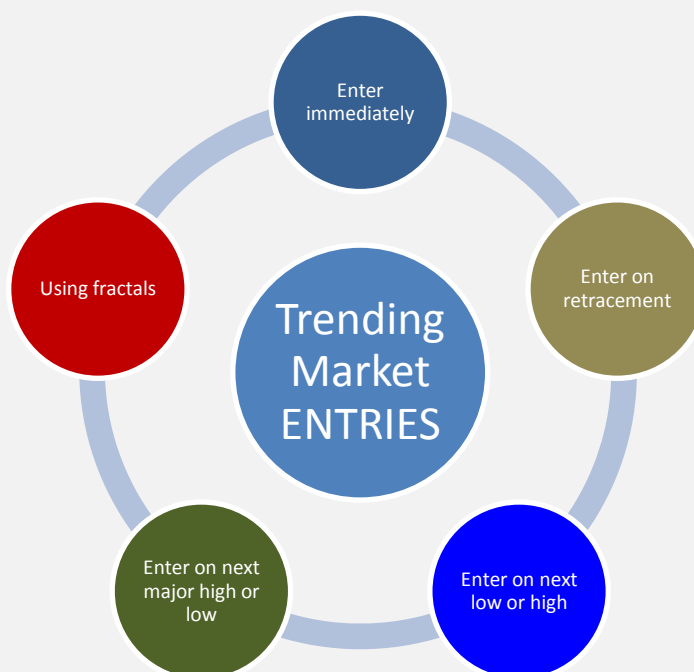 Enter
immediately
Enter on
retracement
Enter on next
low or high
Enter on next
major high or
low
Using fractals
Trending
Market
ENTRIES